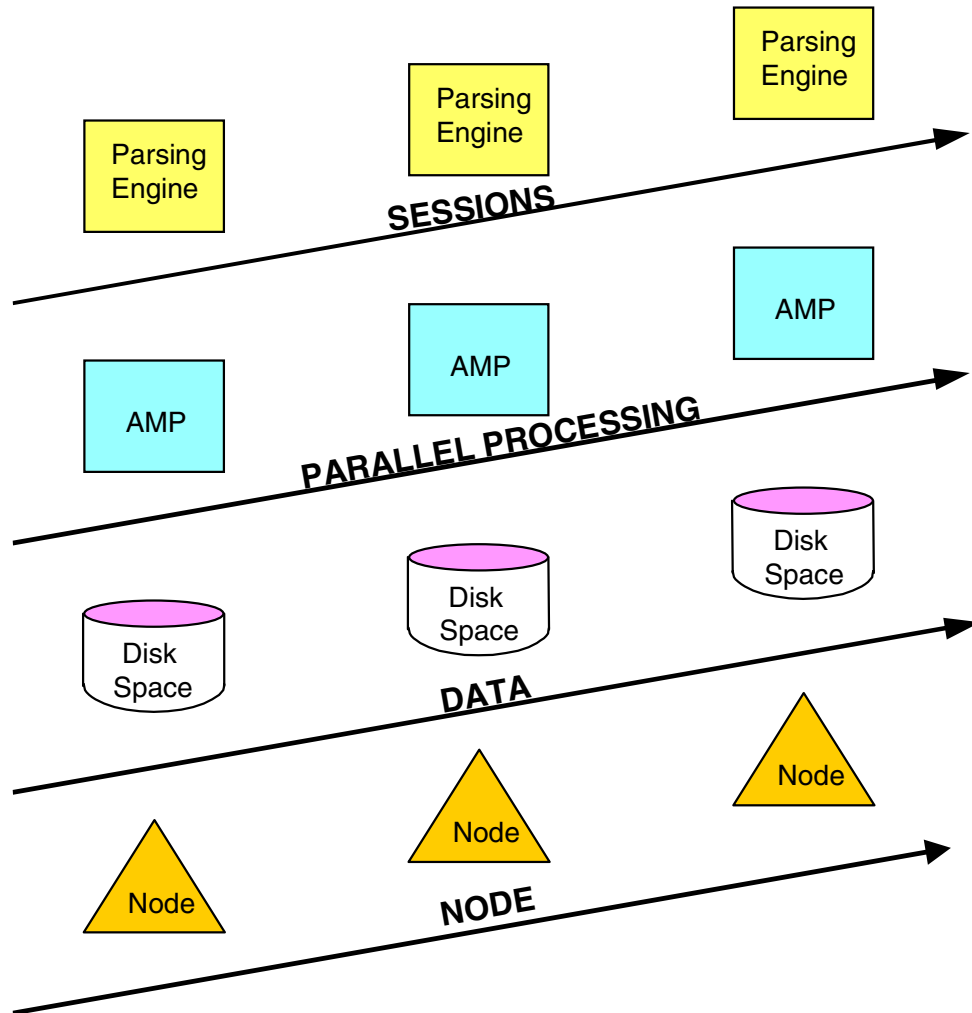 Parsing
Engine
Parsing
Engine
Parsing
Engine
SESSIONS
AMP
AMP
AMP
PARALLEL PROCESSING
Disk
Space
Disk
Space
Disk
Space
DATA
Node
Node
Node
NODE